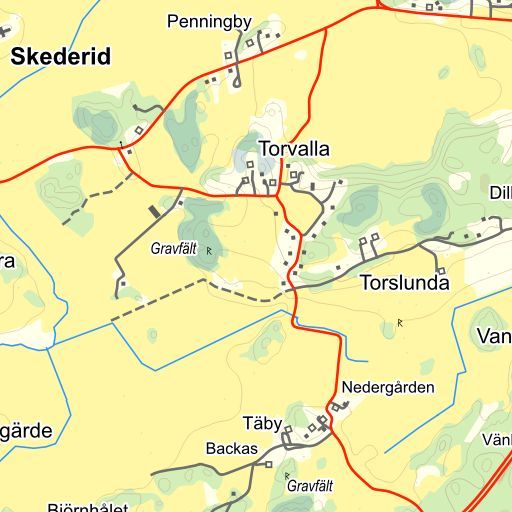 Penningby
Skederid
Torvalla
Dill
Gravfält
R
ra
Torslunda
R
Van
Nedergården
Täby
gärde
Vänl
Backas
R
Gravfält
Björnhålet